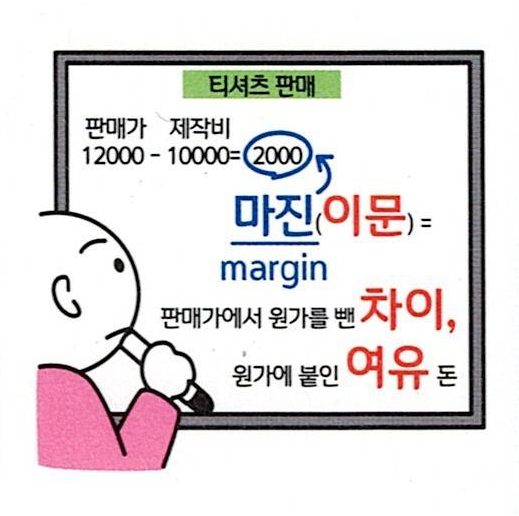 티셔츠 판매
판매가 제작비
12000 - 10000= 2000
마진(이문) =
margin
판매가에서 원가를 뺀 차이,
원가에 붙인 여유 돈